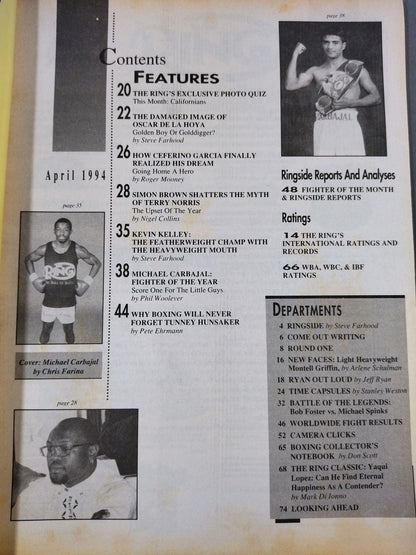 page 38
Contents
FEATURES
20 THE RING'S EXCLUSIVE PHOTO QUIZ
This Month: Californians
22 THE DAMAGED IMAGE OF
OSCAR DE LA HOYA
Golden Boy Or Golddigger?
by Steve Farhood
26 HOW CEFERINO GARCIA FINALLY
REALIZED HIS DREAM
Going Home A Hero
by Roger Mooney
28 SIMON BROWN SHATTERS THE MYTH
OF TERRY NORRIS
The Upset Of The Year
by Nigel Collins
35 KEVIN KELLEY:
THE FEATHERWEIGHT CHAMP WITH
THE HEAVYWEIGHT MOUTH
by Steve Farhood
38 MICHAEL CARBAJAL:
FIGHTER OF THE YEAR
Score One For The Little Guys
by Phil Woolever
44 WHY BOXING WILL NEVER
FORGET TUNNEY HUNSAKER
by Pete Ehrmann
April 1994
page 35
RING
Cover: Michael Carbajal
by Chris Farina
page 28
CARBAJAL
Ringside Reports And Analyses
48 FIGHTER OF THE MONTH
& RINGSIDE REPORTS
Ratings
14 THE RING'S
INTERNATIONAL RATINGS AND
RECORDS
66 WBA, WBC, & IBF
RATINGS
DEPARTMENTS
4 RINGSIDE by Steve Farhood
6 COME OUT WRITING
8 ROUND ONE
16 NEW FACES: Light Heavyweight
Montell Griffin, by Arlene Schulman
18 RYAN OUT LOUD by Jeff Ryan
24 TIME CAPSULES by Stanley Weston
32 BATTLE OF THE LEGENDS:
Bob Foster vs. Michael Spinks
46 WORLDWIDE FIGHT RESULTS
52 CAMERA CLICKS
65 BOXING COLLECTOR'S
NOTEBOOK by Don Scott
68 THE RING CLASSIC: Yaqui
Lopez: Can He Find Eternal
Happiness As A Contender?
by Mark Di Ionno
74 LOOKING AHEAD